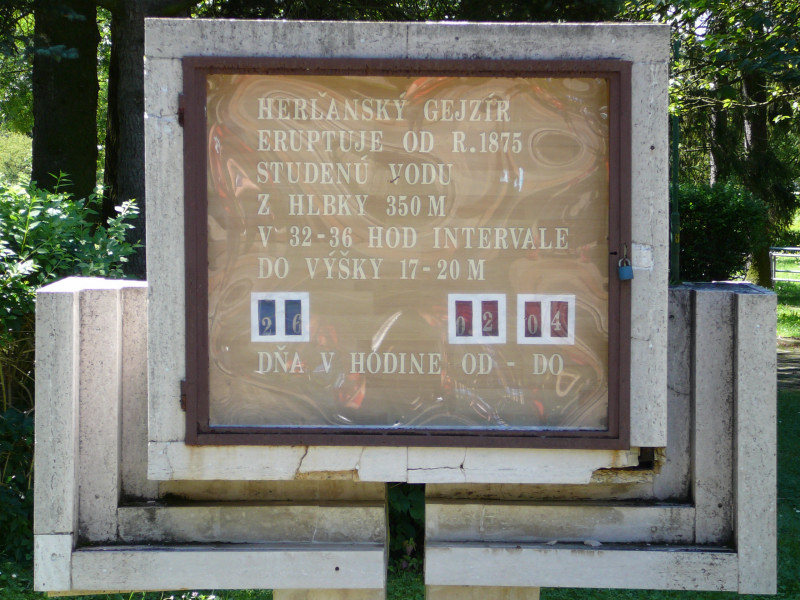 HERĽANSKÝ GEJZÍR
ERUPTUJE OD R.1875
STUDENÚ VODU
Z HLBKY 350 M
V 32-36 HOD INTERVALE
DO VÝŠKY 17-20 M
26 02 04
DŇA V HODINE OD - DO